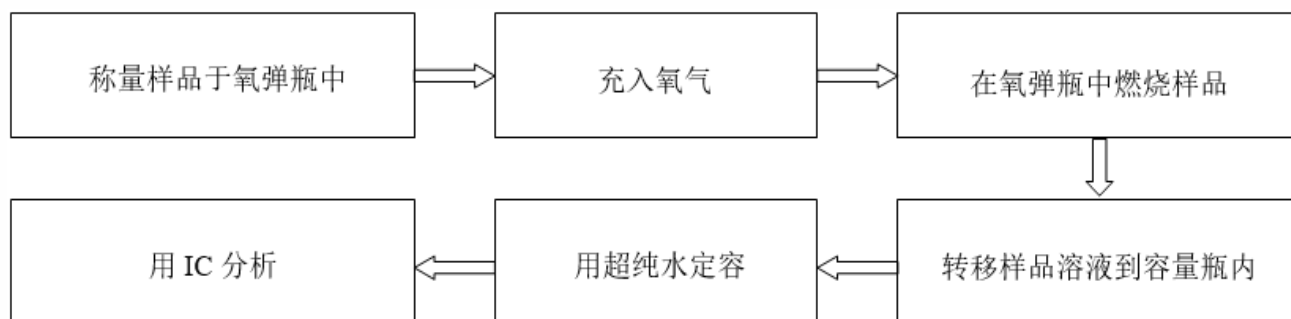 称量样品于氧弹瓶中
充入氧气
在氧弹瓶中燃烧样品
转移样品溶液到容量瓶内
用超纯水定容
用 IC 分析